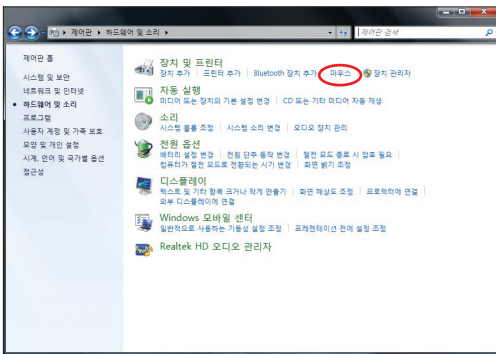 제어판 ▸ 하드웨어 및 소리 ▸
제어판 검색
제어판 홈
시스템 및 보안
네트워크 및 인터넷
하드웨어 및 소리
프로그램
사용자 계정 및 가족 보호
모양 및 개인 설정
시계, 언어 및 국가별 옵션
접근성
장치 및 프린터
장치 추가 | 프린터 추가 | Bluetooth 장치 추가 | 마우스 | 장치 관리자
자동 실행
미디어 또는 장치의 기본 설정 변경 | CD 또는 기타 미디어 자동 재생
소리
시스템 볼륨 조정 | 시스템 소리 변경 | 오디오 장치 관리
전원 옵션
배터리 설정 변경 | 전원 단추 동작 변경 | 절전 모드 종료 시 암호 필요 |
컴퓨터가 절전 모드로 전환되는 시기 변경 | 화면 밝기 조정
디스플레이
텍스트 및 기타 항목 크거나 작게 만들기 | 화면 해상도 조정 | 프로젝터에 연결 |
외부 디스플레이에 연결
Windows 모바일 센터
일반적으로 사용하는 기동성 설정 조정 | 프레젠테이션 전에 설정 조정
Realtek HD 오디오 관리자